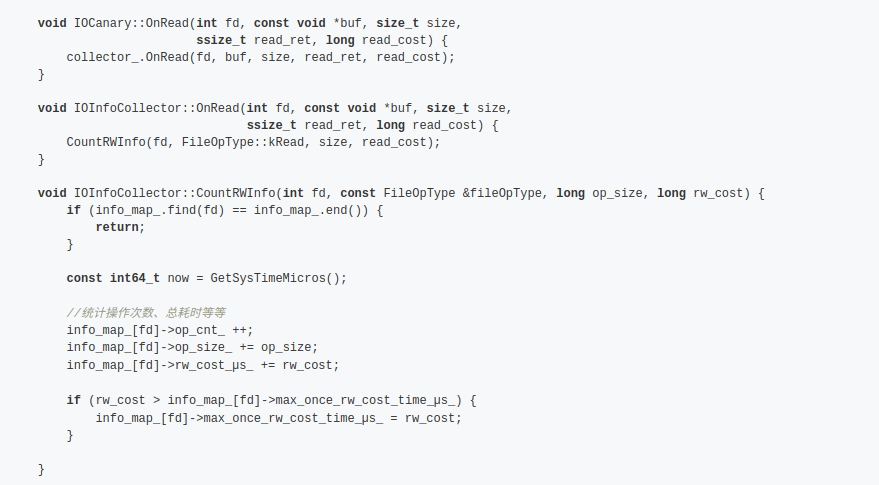 void IOCanary::OnRead(int fd, const void *buf, size_t size,
                      ssize_t read_ret, long read_cost) {
    collector_.OnRead(fd, buf, size, read_ret, read_cost);
}

void IOInfoCollector::OnRead(int fd, const void *buf, size_t size,
                             ssize_t read_ret, long read_cost) {
    CountRWInfo(fd, FileOpType::kRead, size, read_cost);
}

void IOInfoCollector::CountRWInfo(int fd, const FileOpType &fileOpType, long op_size, long rw_cost) {
    if (info_map_.find(fd) == info_map_.end()) {
        return;
    }

    const int64_t now = GetSysTimeMicros();

    //统计操作次数、总耗时等等
    info_map_[fd]->op_cnt_ ++;
    info_map_[fd]->op_size_ += op_size;
    info_map_[fd]->rw_cost_μs_ += rw_cost;

    if (rw_cost > info_map_[fd]->max_once_rw_cost_time_μs_) {
        info_map_[fd]->max_once_rw_cost_time_μs_ = rw_cost;
    }

}